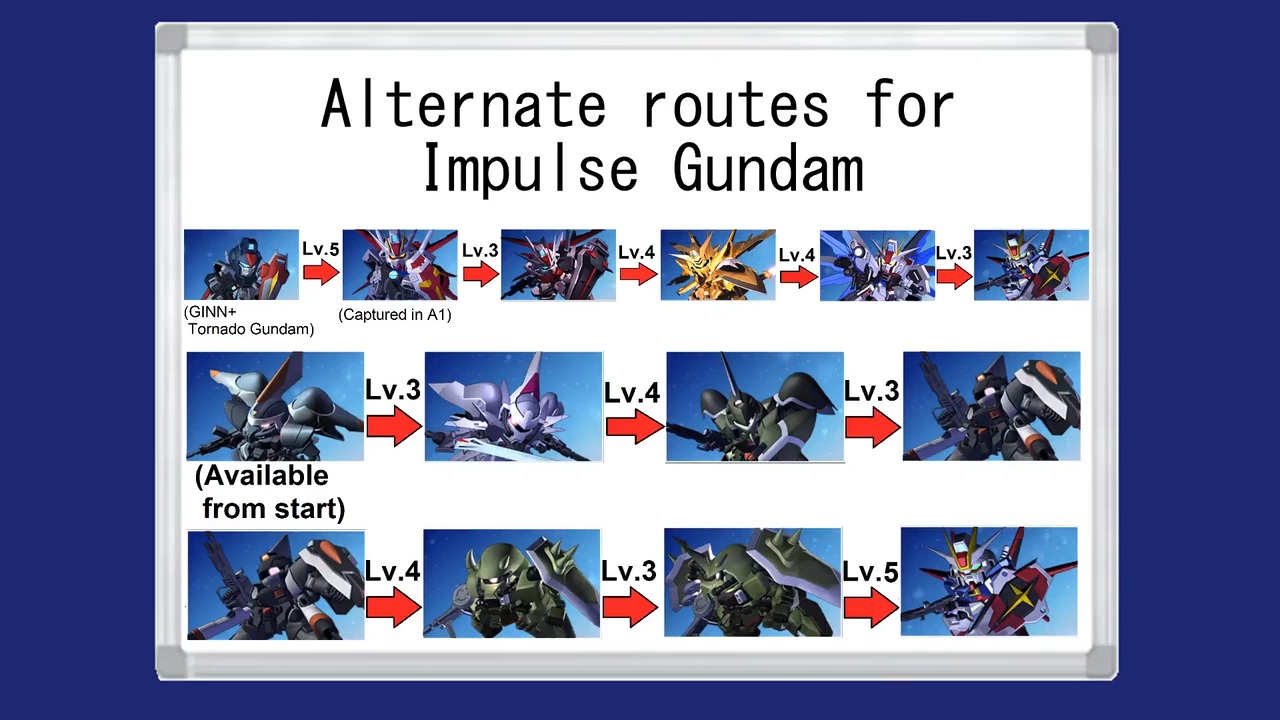 Alternate routes for
Impulse Gundam
Lv.5 Lv.3 Lv.4 Lv.4 Lv.3
(GINN+
Tornado Gundam)
(Captured in A1)
Lv.3 Lv.4 Lv.3
(Available
from start)
Lv.4 Lv.3 Lv.5